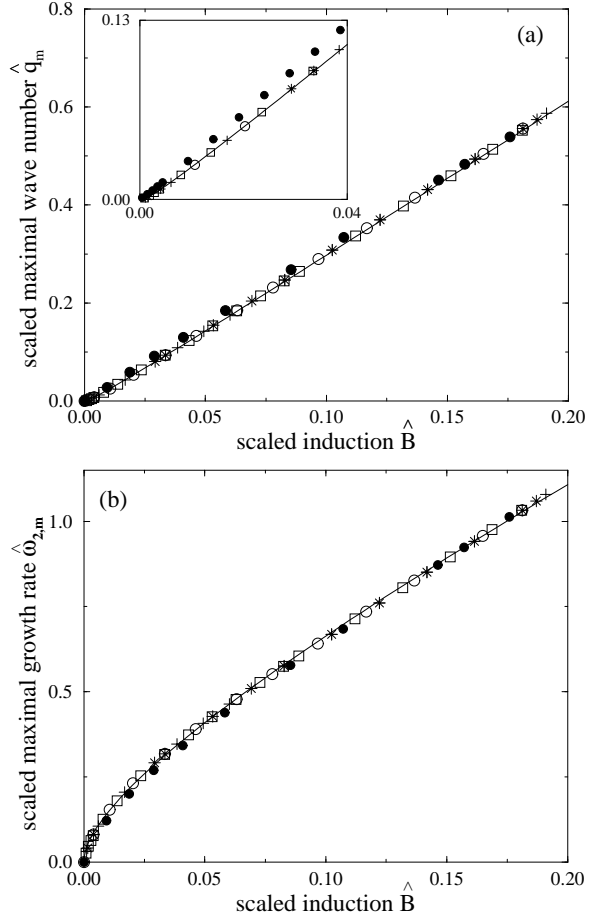 0.8
0.6
0.4
0.2
0.0
scaled maximal wave number q̂m
(a)
0.13
0.00
0.00 0.04
0.00 0.05 0.10 0.15 0.20
scaled induction B̂
(b)
1.0
0.5
0.0
scaled maximal growth rate ω̂2,m
0.00 0.05 0.10 0.15 0.20
scaled induction B̂